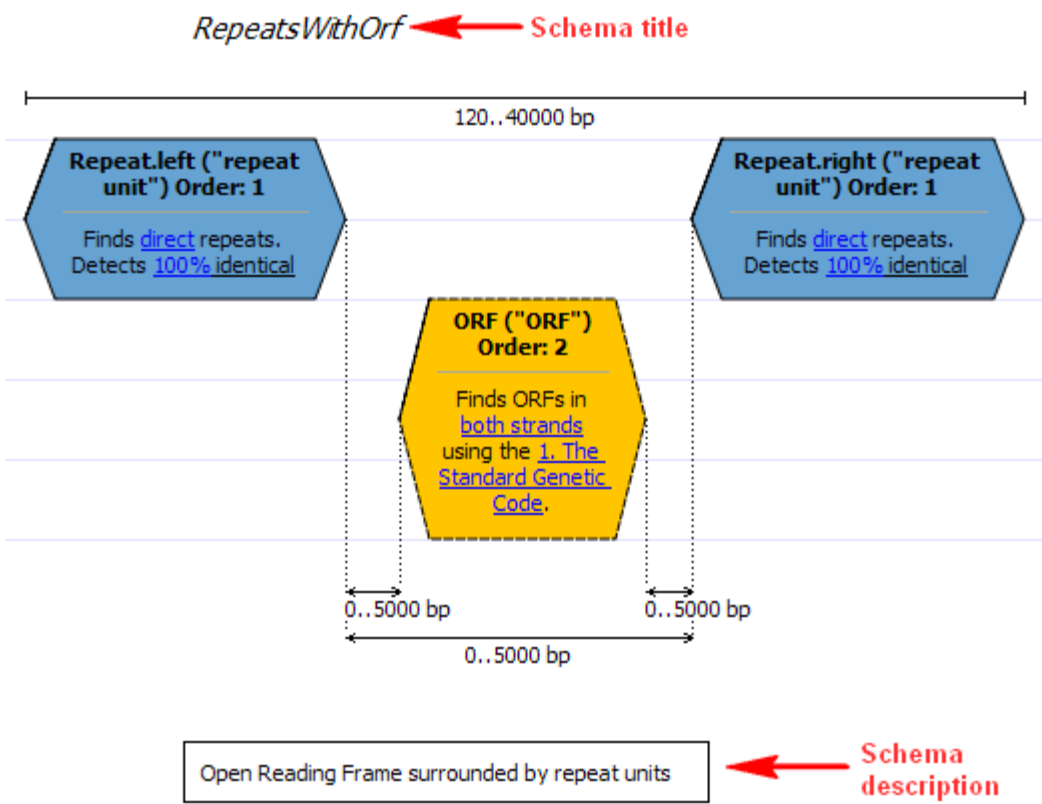 RepeatsWithOrf
Schema title
120..40000 bp
Repeat.left ("repeat
unit") Order: 1
Finds direct repeats.
Detects 100% identical
Repeat.right ("repeat
unit") Order: 1
Finds direct repeats.
Detects 100% identical
ORF ("ORF")
Order: 2
Finds ORFs in
both strands
using the 1. The
Standard Genetic
Code.
0..5000 bp
0..5000 bp
0..5000 bp
Open Reading Frame surrounded by repeat units
Schema
description